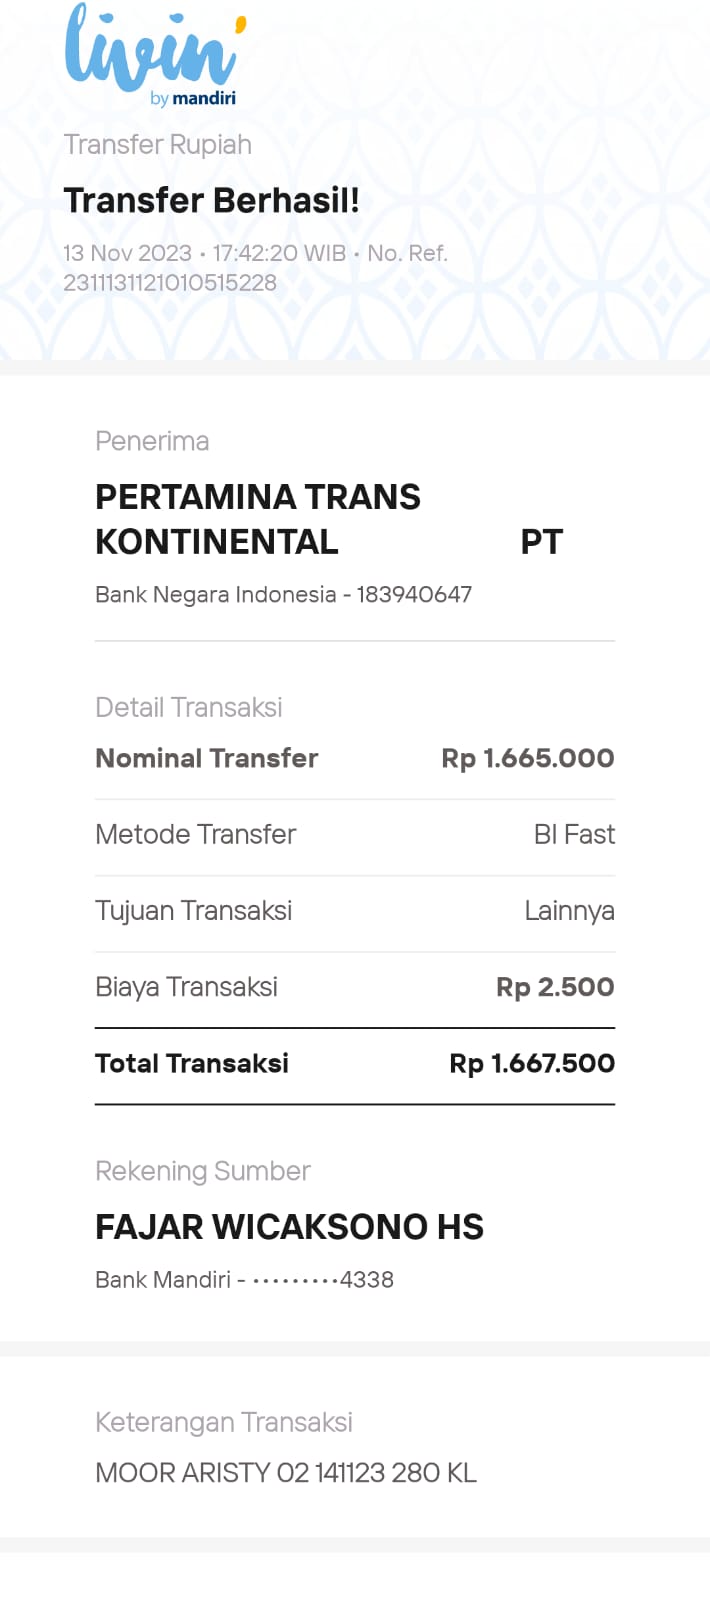 livin'
by mandiri
Transfer Rupiah
Transfer Berhasil!
13 Nov 2023 • 17:42:20 WIB • No. Ref.
2311131121010515228
Penerima
PERTAMINA TRANS
KONTINENTAL PT
Bank Negara Indonesia - 183940647
Detail Transaksi
Nominal Transfer Rp 1.665.000
Metode Transfer BI Fast
Tujuan Transaksi Lainnya
Biaya Transaksi Rp 2.500
Total Transaksi Rp 1.667.500
Rekening Sumber
FAJAR WICAKSONO HS
Bank Mandiri - •••••••••4338
Keterangan Transaksi
MOOR ARISTY 02 141123 280 KL